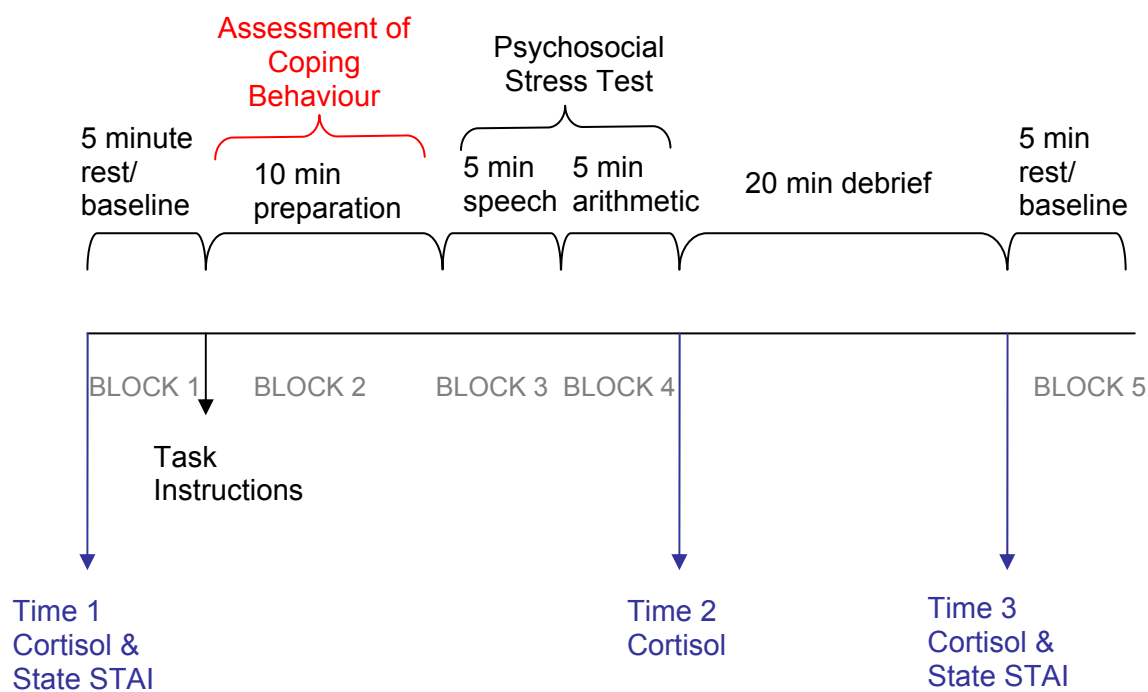 Assessment of
Coping
Behaviour
Psychosocial
Stress Test
5 minute
rest/
baseline
10 min
preparation
5 min
speech
5 min
arithmetic
20 min debrief
5 min
rest/
baseline
BLOCK 1
BLOCK 2
BLOCK 3
BLOCK 4
BLOCK 5
Task
Instructions
Time 1
Cortisol &
State STAI
Time 2
Cortisol
Time 3
Cortisol &
State STAI